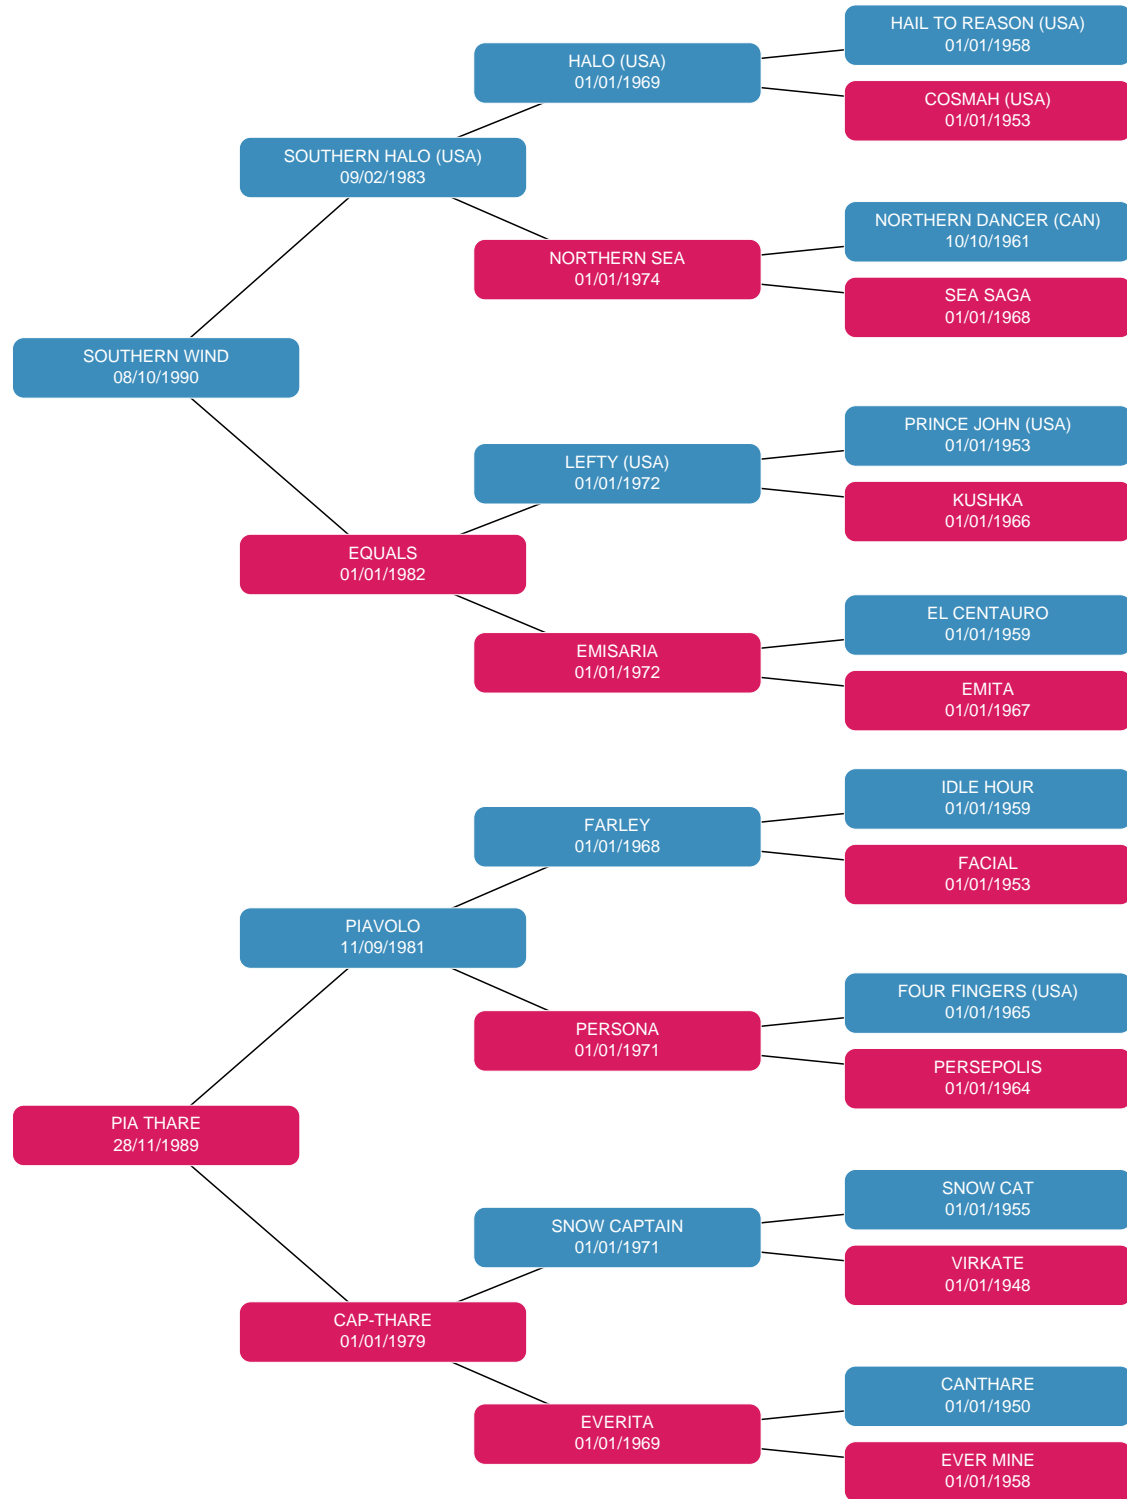 HAIL TO REASON (USA)
01/01/1958
HALO (USA)
01/01/1969
COSMAH (USA)
01/01/1953
SOUTHERN HALO (USA)
09/02/1983
NORTHERN DANCER (CAN)
10/10/1961
NORTHERN SEA
01/01/1974
SEA SAGA
01/01/1968
SOUTHERN WIND
08/10/1990
PRINCE JOHN (USA)
01/01/1953
LEFTY (USA)
01/01/1972
KUSHKA
01/01/1966
EQUALS
01/01/1982
EL CENTAURO
01/01/1959
EMISARIA
01/01/1972
EMITA
01/01/1967
IDLE HOUR
01/01/1959
FARLEY
01/01/1968
FACIAL
01/01/1953
PIAVOLO
11/09/1981
FOUR FINGERS (USA)
01/01/1965
PERSONA
01/01/1971
PERSEPOLIS
01/01/1964
PIA THARE
28/11/1989
SNOW CAT
01/01/1955
SNOW CAPTAIN
01/01/1971
VIRKATE
01/01/1948
CAP-THARE
01/01/1979
CANTHARE
01/01/1950
EVERITA
01/01/1969
EVER MINE
01/01/1958